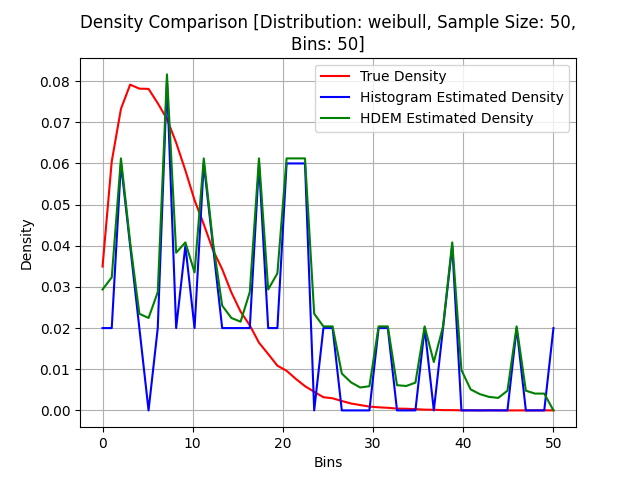 Density Comparison [Distribution: weibull, Sample Size: 50,
Bins: 50]
True Density
Histogram Estimated Density
HDEM Estimated Density
Density
0.08
0.07
0.06
0.05
0.04
0.03
0.02
0.01
0.00
0 10 20 30 40 50
Bins